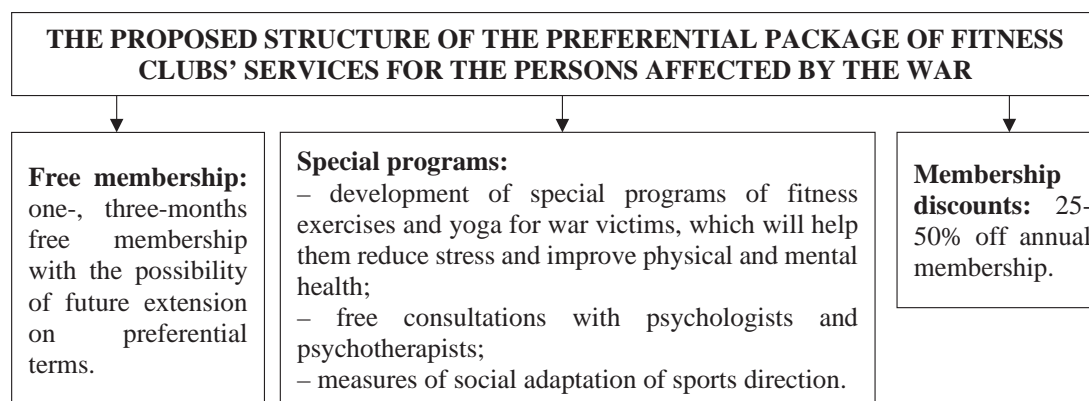 THE PROPOSED STRUCTURE OF THE PREFERENTIAL PACKAGE OF FITNESS
CLUBS’ SERVICES FOR THE PERSONS AFFECTED BY THE WAR
Free membership:
one-, three-months
free membership
with the possibility
of future extension
on preferential
terms.
Special programs:
– development of special programs of fitness
exercises and yoga for war victims, which will help
them reduce stress and improve physical and mental
health;
– free consultations with psychologists and
psychotherapists;
– measures of social adaptation of sports direction.
Membership
discounts: 25-
50% off annual
membership.